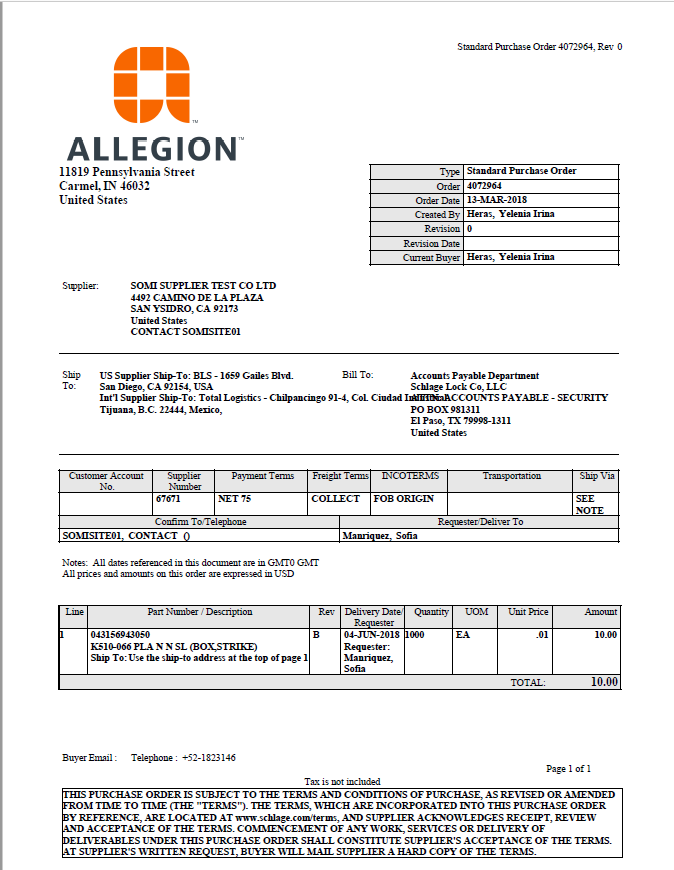 Standard Purchase Order 4072964, Rev 0
ALLEGION™
11819 Pennsylvania Street
Carmel, IN 46032
United States
Type Standard Purchase Order
Order 4072964
Order Date 13-MAR-2018
Created By Heras, Yelenia Irina
Revision 0
Revision Date
Current Buyer Heras, Yelenia Irina
Supplier: SOMI SUPPLIER TEST CO LTD
4492 CAMINO DE LA PLAZA
SAN YSIDRO, CA 92173
United States
CONTACT SOMISITE01
Ship To: US Supplier Ship-To: BLS - 1659 Gailes Blvd.
San Diego, CA 92154, USA
Int'l Supplier Ship-To: Total Logistics - Chilpancingo 91-4, Col. Ciudad
Tijuana, B.C. 22444, Mexico,
Bill To: Accounts Payable Department
Schlage Lock Co, LLC
ACCOUNTS PAYABLE - SECURITY
PO BOX 981311
El Paso, TX 79998-1311
United States
Customer Account No. Supplier Number Payment Terms Freight Terms INCOTERMS Transportation Ship Via
67671 NET 75 COLLECT FOB ORIGIN SEE NOTE
Confirm To/Telephone Requester/Deliver To
SOMISITE01, CONTACT () Manriquez, Sofia
Notes: All dates referenced in this document are in GMT0 GMT
All prices and amounts on this order are expressed in USD
Line Part Number / Description Rev Delivery Date/ Requester Quantity UOM Unit Price Amount
1 043156943050 B 04-JUN-2018 1000 EA .01 10.00
K510-066 PLA N N SL (BOX,STRIKE) Requester:
Ship To: Use the ship-to address at the top of page 1 Manriquez,
Sofia
TOTAL: 10.00
Buyer Email : Telephone : +52-1823146
Page 1 of 1
Tax is not included
THIS PURCHASE ORDER IS SUBJECT TO THE TERMS AND CONDITIONS OF PURCHASE, AS REVISED OR AMENDED
FROM TIME TO TIME (THE "TERMS"). THE TERMS, WHICH ARE INCORPORATED INTO THIS PURCHASE ORDER
BY REFERENCE, ARE LOCATED AT www.schlage.com/terms, AND SUPPLIER ACKNOWLEDGES RECEIPT, REVIEW
AND ACCEPTANCE OF THE TERMS. COMMENCEMENT OF ANY WORK, SERVICES OR DELIVERY OF
DELIVERABLES UNDER THIS PURCHASE ORDER SHALL CONSTITUTE SUPPLIER'S ACCEPTANCE OF THE TERMS.
AT SUPPLIER'S WRITTEN REQUEST, BUYER WILL MAIL SUPPLIER A HARD COPY OF THE TERMS.